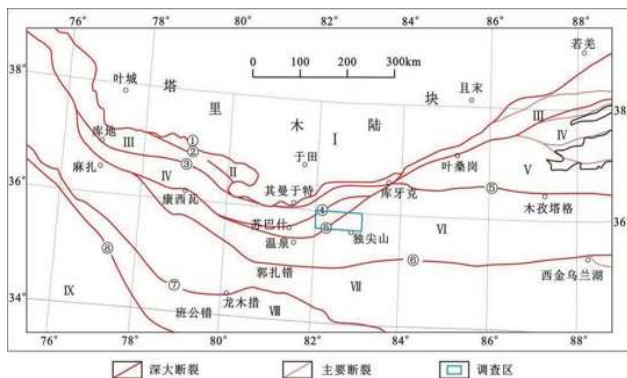 76° 78° 80° 82° 84° 86° 88°
若羌
38°
叶城
0 100 200 300km
塔
里
木
陆
块
I
且末
38°
库地
①
②
III
③
II
于田
III
IV
麻扎
IV
叶桑岗
V
36°
康西瓦
其曼于特
库牙克
⑤
木孜塔格
36°
④
苏巴什
⑤
独尖山
VI
温泉
⑧
郭扎错
⑥
西金乌兰湖
⑦
VII
34°
IX
龙木措
班公错
VIII
34°
76° 78° 80° 82° 84° 86° 88°
深大断裂 主要断裂 调查区